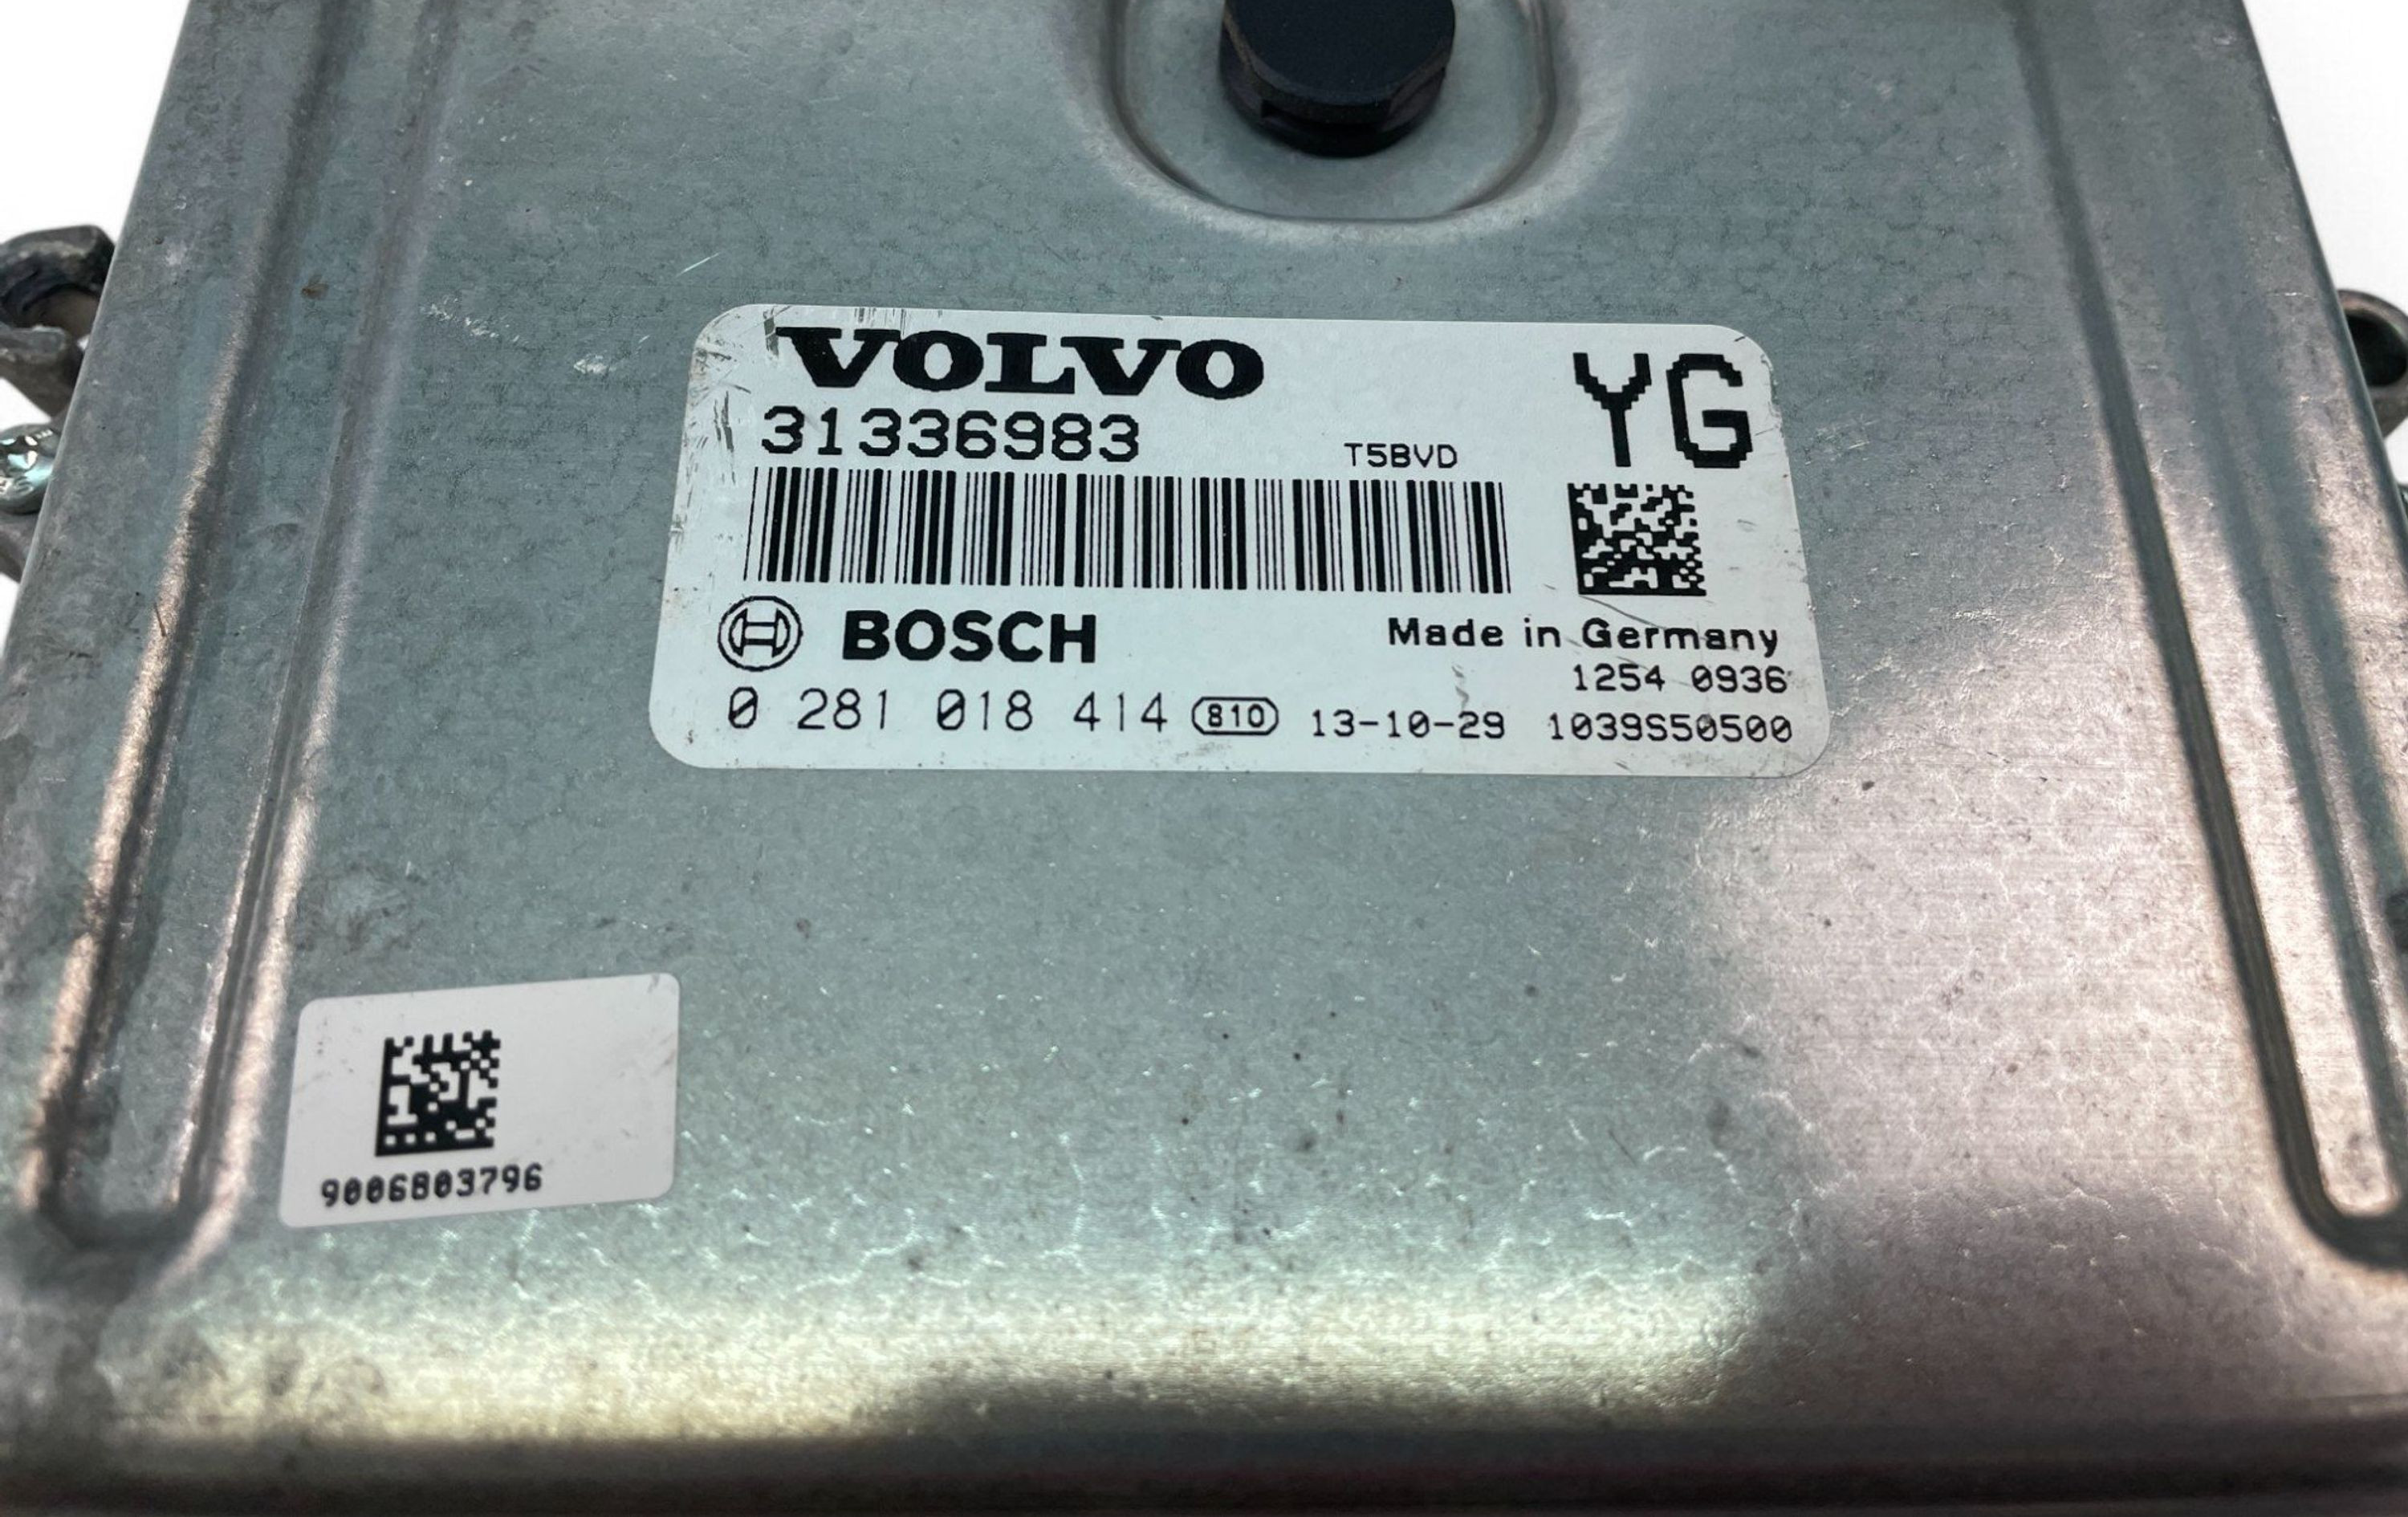 VOLVO
YG
31336983
T5BVD
BOSCH
Made in Germany
1254 0936
0 281 018 414 810 13-10-29 1039S50500
9006803796